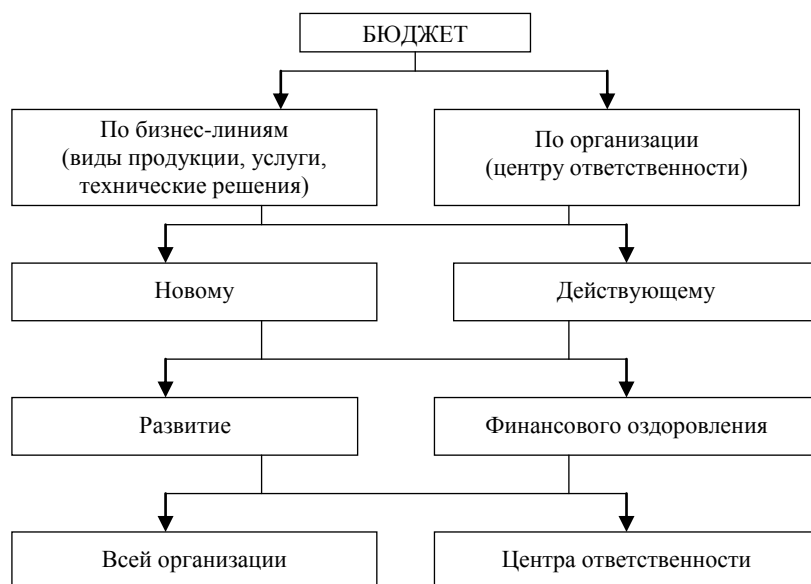 БЮДЖЕТ
По бизнес-линиям
(виды продукции, услуги,
технические решения)
По организации
(центру ответственности)
Новому
Действующему
Развитие
Финансового оздоровления
Всей организации
Центра ответственности